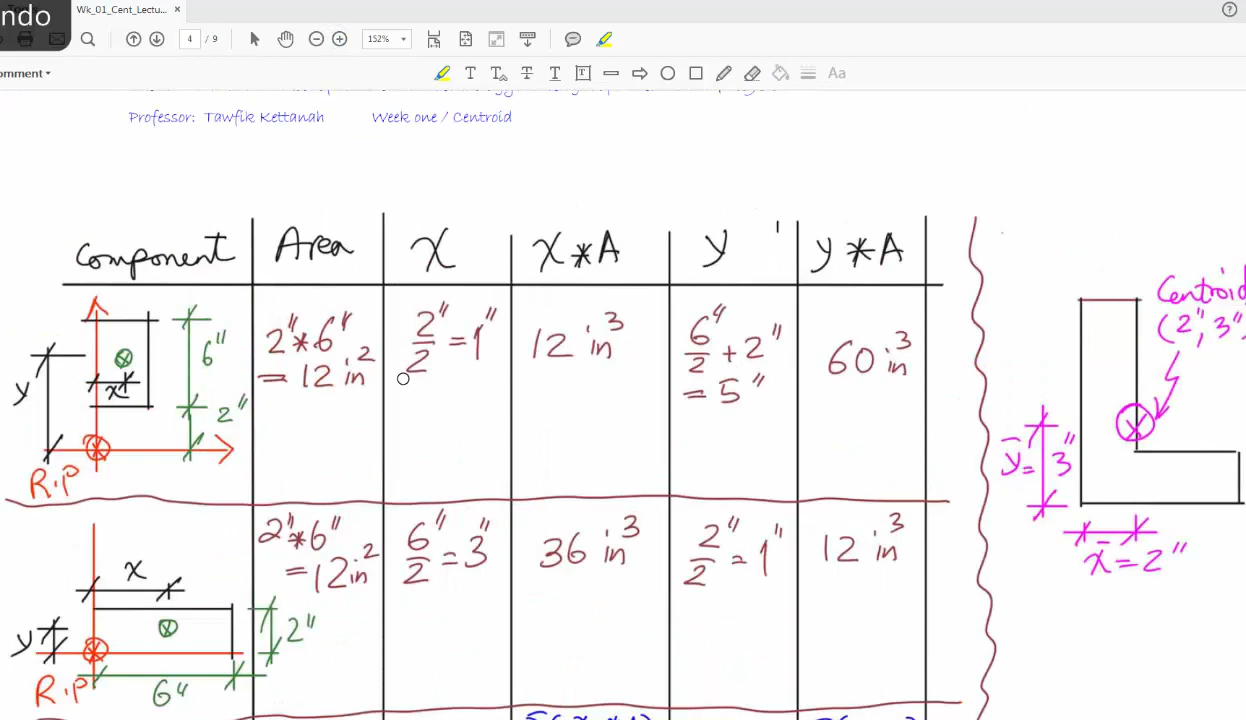 ndo
Wk_01_Cent_Lectu... ×
4 / 9
152%
omment
T T T T T Aa
Professor: Tawfik Kettanah Week one / Centroid
Component Area x x*A y ' y*A
2"*6" = 12 in²
2"/2 = 1"
12 in³
6"/2 + 2" = 5"
60 in³
6"
2"
y
x
R.P
2"*6" = 12 in²
6"/2 = 3"
36 in³
2"/2 = 1"
12 in³
x
y
2"
R.P
6"
Centroid
(2", 3"
ȳ = 3"
x̄ = 2"